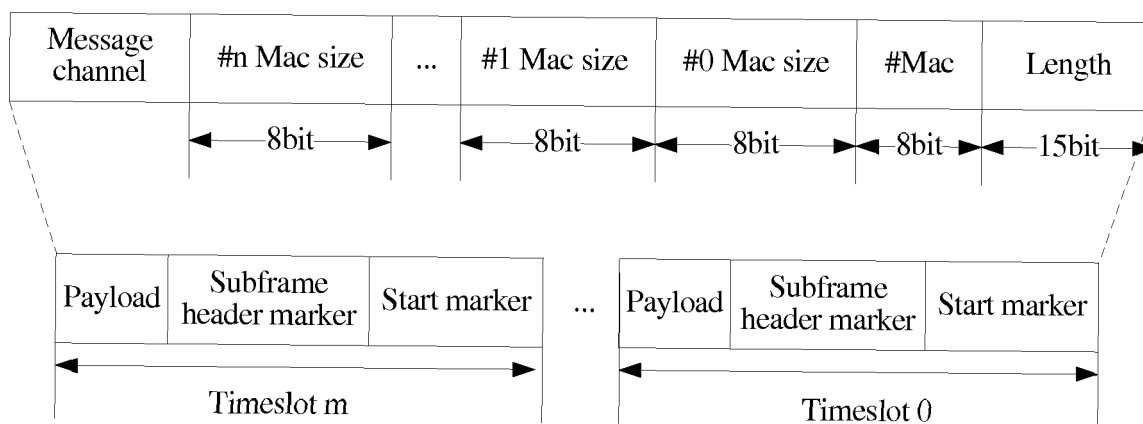 Message channel
#n Mac size
...
#1 Mac size
#0 Mac size
#Mac
Length
8bit
8bit
8bit
8bit
15bit
Payload
Subframe header marker
Start marker
...
Payload
Subframe header marker
Start marker
Timeslot m
Timeslot 0